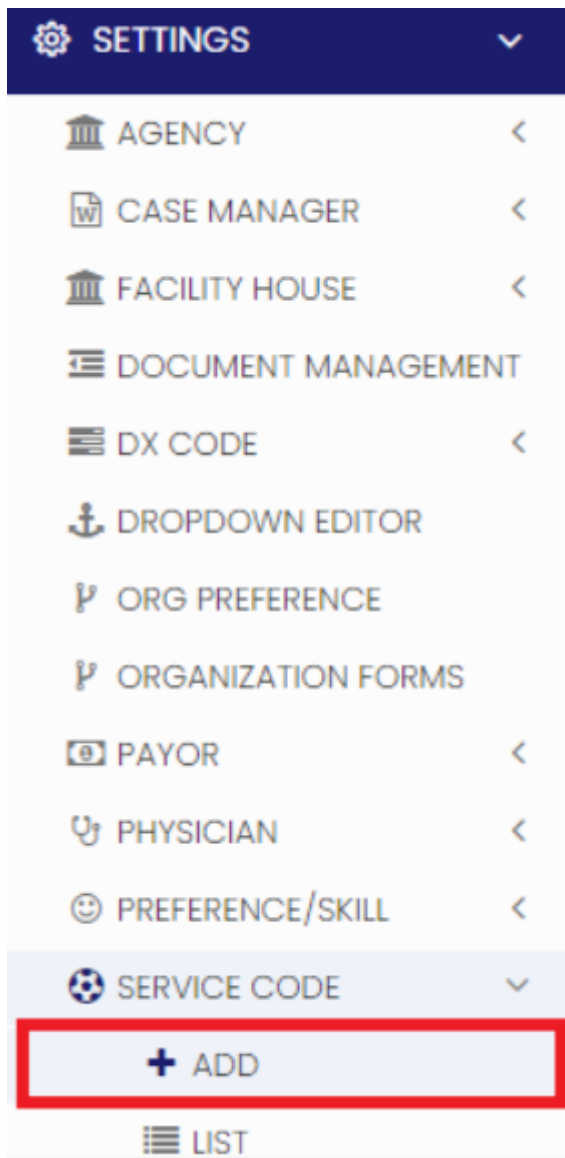 SETTINGS
AGENCY
CASE MANAGER
FACILITY HOUSE
DOCUMENT MANAGEMENT
DX CODE
DROPDOWN EDITOR
ORG PREFERENCE
ORGANIZATION FORMS
PAYOR
PHYSICIAN
PREFERENCE/SKILL
SERVICE CODE
ADD
LIST